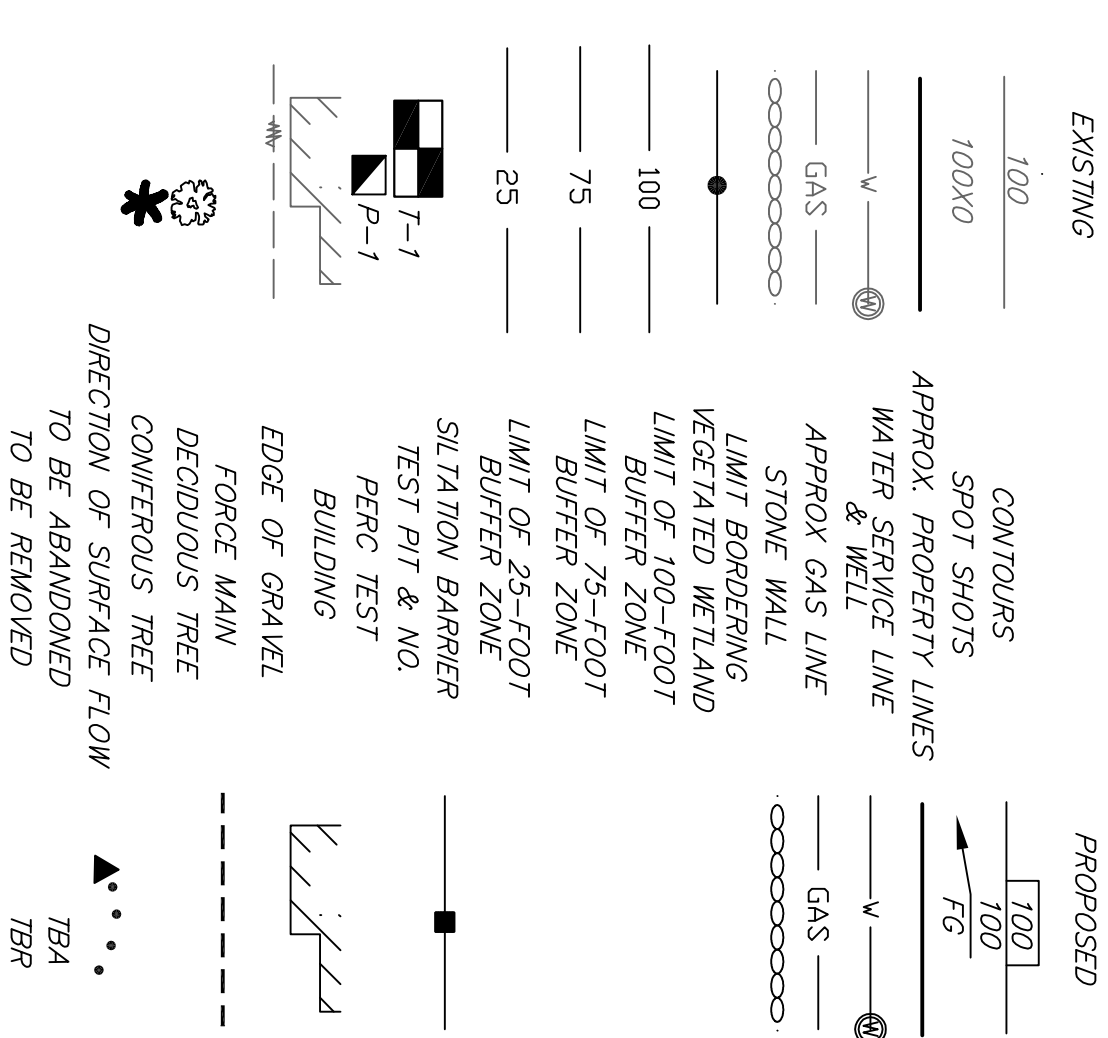 EXISTING
PROPOSED
100
CONTOURS
100
100X0
SPOT SHOTS
100
FG
APPROX. PROPERTY LINES
W
W
WATER SERVICE LINE
& WELL
W
W
GAS
APPROX GAS LINE
GAS
STONE WALL
LIMIT BORDERING
VEGETATED WETLAND
100
LIMIT OF 100-FOOT
BUFFER ZONE
75
LIMIT OF 75-FOOT
BUFFER ZONE
25
LIMIT OF 25-FOOT
BUFFER ZONE
SILTATION BARRIER
T-1
TEST PIT & NO.
P-1
PERC TEST
BUILDING
EDGE OF GRAVEL
FORCE MAIN
DECIDUOUS TREE
CONIFEROUS TREE
DIRECTION OF SURFACE FLOW
TO BE ABANDONED
TBA
TO BE REMOVED
TBR